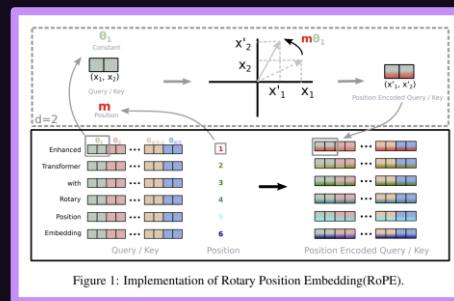 θ₁
Constant
(x₁, x₂)
Query / Key
m
Position
d=2
x'₂
x₂
x'₁
x₁
mθ₁
(x'₁, x'₂)
Position Encoded Query / Key
θ₁ θ₂
Enhanced
Transformer
with
Rotary
Position
Embedding
1
2
3
4
5
6
Query / Key
Position
Position Encoded Query / Key
Figure 1: Implementation of Rotary Position Embedding(RoPE).